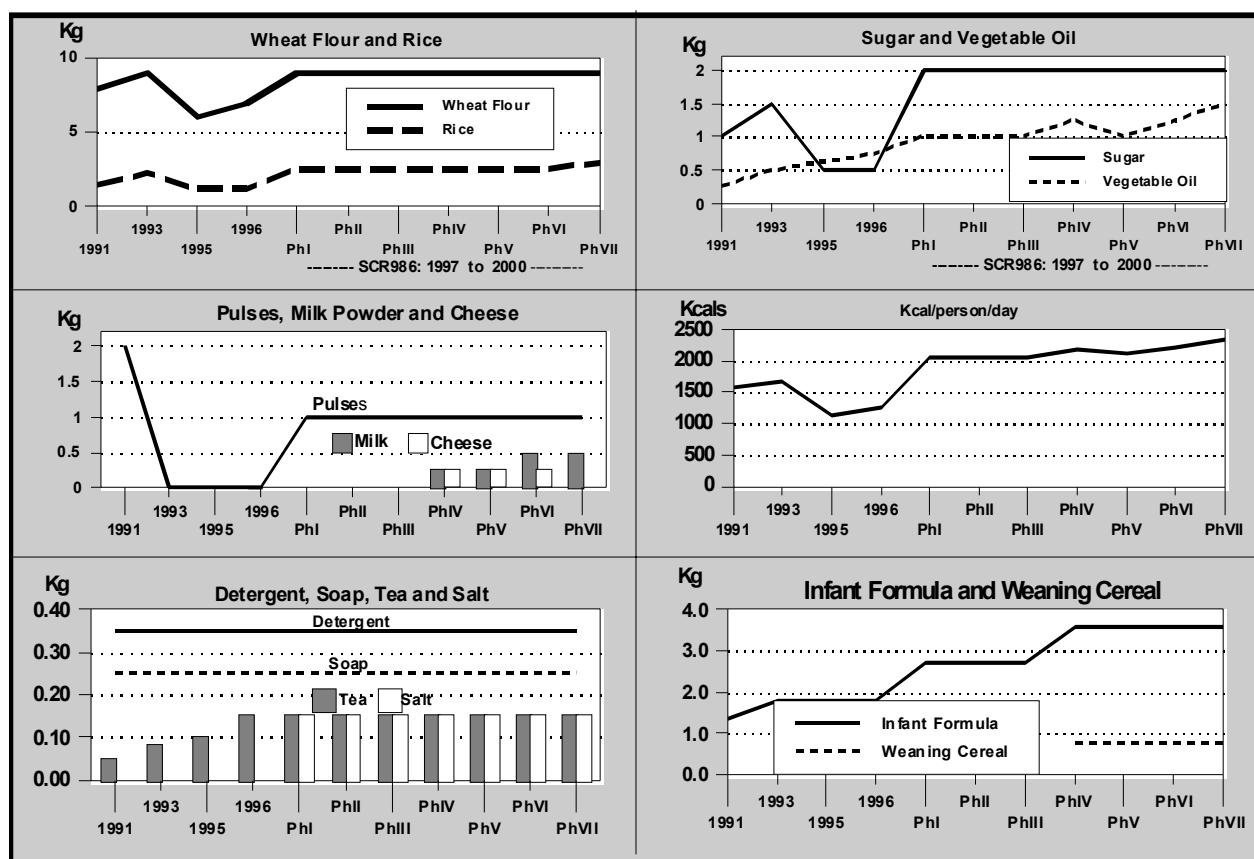 Kg
Wheat Flour and Rice
10
5
0
Wheat Flour
Rice
1991
1993
1995
1996
PhI
PhII
PhIII
PhIV
PhV
PhVI
PhVII
SCR986: 1997 to 2000
Kg
Sugar and Vegetable Oil
2
1.5
1
0.5
0
Sugar
Vegetable Oil
1991
1993
1995
1996
PhI
PhII
PhIII
PhIV
PhV
PhVI
PhVII
SCR986: 1997 to 2000
Kg
Pulses, Milk Powder and Cheese
2
1.5
1
0.5
0
Pulses
Milk
Cheese
1991
1993
1995
1996
PhI
PhII
PhIII
PhIV
PhV
PhVI
PhVII
Kcals
Kcal/person/day
2500
2000
1500
1000
500
0
1991
1993
1995
1996
PhI
PhII
PhIII
PhIV
PhV
PhVI
PhVII
Kg
Detergent, Soap, Tea and Salt
0.40
0.30
0.20
0.10
0.00
Detergent
Soap
Tea
Salt
1991
1993
1995
1996
PhI
PhII
PhIII
PhIV
PhV
PhVI
PhVII
Kg
Infant Formula and Weaning Cereal
4.0
3.0
2.0
1.0
0.0
Infant Formula
Weaning Cereal
1991
1993
1995
1996
PhI
PhII
PhIII
PhIV
PhV
PhVI
PhVII